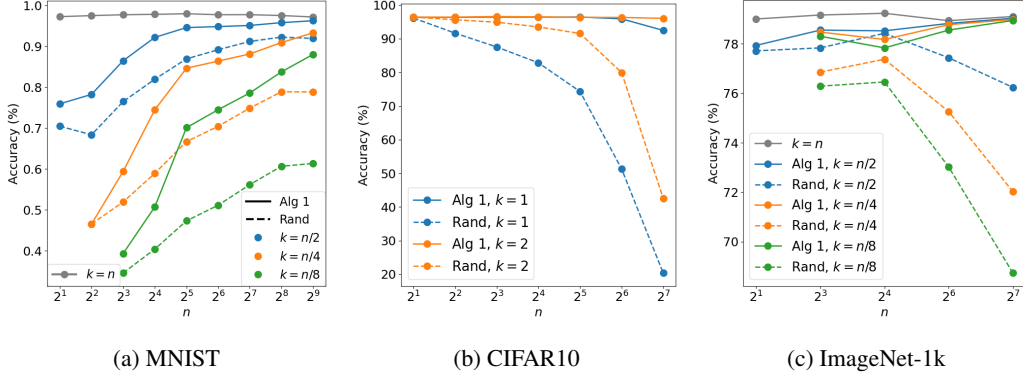 Accuracy (%)
1.0
0.9
0.8
0.7
0.6
0.5
0.4
2^1 2^2 2^3 2^4 2^5 2^6 2^7 2^8 2^9
n
k = n
Alg 1
Rand
k = n/2
k = n/4
k = n/8
(a) MNIST
Accuracy (%)
100
90
80
70
60
50
40
30
20
2^1 2^2 2^3 2^4 2^5 2^6 2^7
n
Alg 1, k = 1
Rand, k = 1
Alg 1, k = 2
Rand, k = 2
(b) CIFAR10
Accuracy (%)
78
76
74
72
70
2^1 2^3 2^4 2^6 2^7
n
k = n
Alg 1, k = n/2
Rand, k = n/2
Alg 1, k = n/4
Rand, k = n/4
Alg 1, k = n/8
Rand, k = n/8
(c) ImageNet-1k